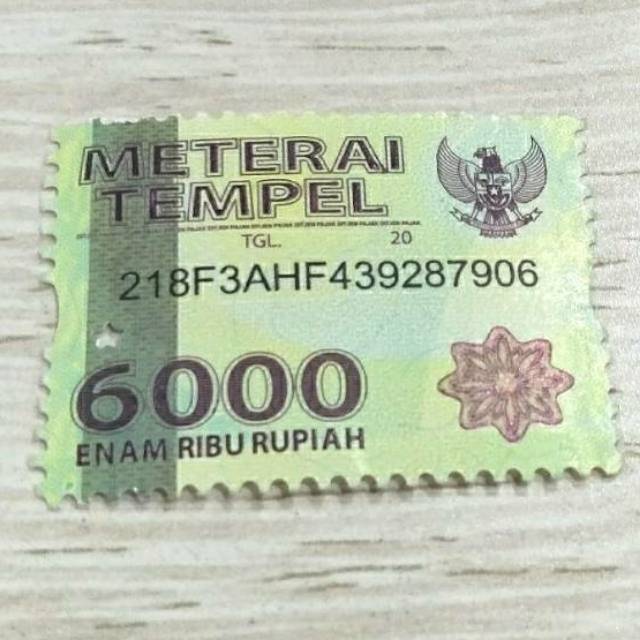 METERAI
TEMPEL
TGL. 20
218F3AHF439287906
6000
ENAM RIBU RUPIAH